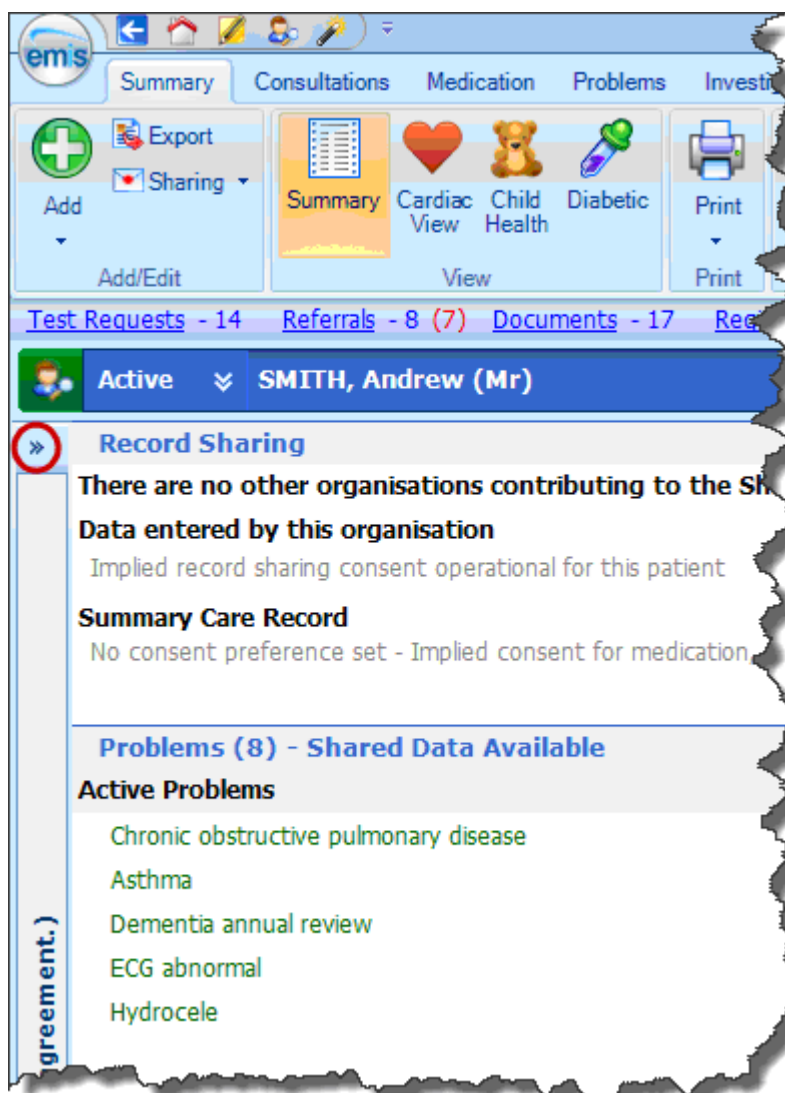 emis
Summary Consultations Medication Problems
Export
Sharing
Add
Summary
Cardiac View
Child Health
Diabetic
Print
Add/Edit View Print
Test Requests - 14 Referrals - 8 (7) Documents - 17
Active SMITH, Andrew (Mr)
» Record Sharing
There are no other organisations contributing to the
Data entered by this organisation
Implied record sharing consent operational for this patient
Summary Care Record
No consent preference set - Implied consent for medication,
Problems (8) - Shared Data Available
Active Problems
Chronic obstructive pulmonary disease
Asthma
Dementia annual review
ECG abnormal
Hydrocele
greement.)